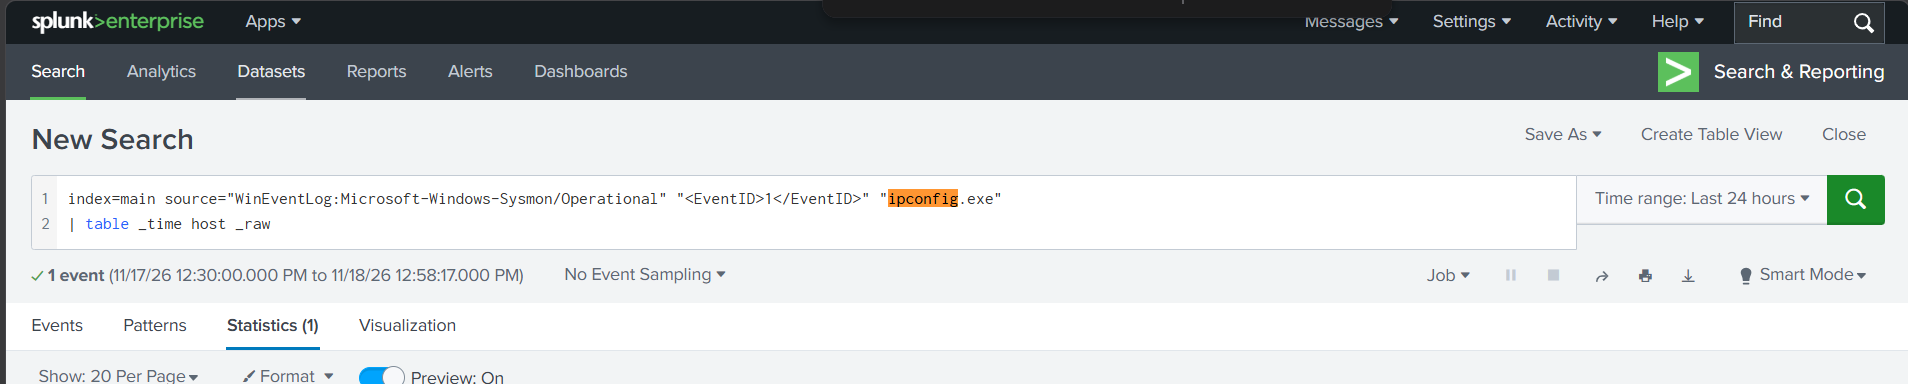 splunk>enterprise Apps Messages Settings Activity Help Find
Search Analytics Datasets Reports Alerts Dashboards Search & Reporting
New Search Save As Create Table View Close
1 index=main source="WinEventLog:Microsoft-Windows-Sysmon/Operational" "<EventID>1</EventID>" "ipconfig.exe" Time range: Last 24 hours
2 | table _time host _raw
1 event (11/17/26 12:30:00.000 PM to 11/18/26 12:58:17.000 PM) No Event Sampling Job Smart Mode
Events Patterns Statistics (1) Visualization
Show: 20 Per Page Format Preview: On